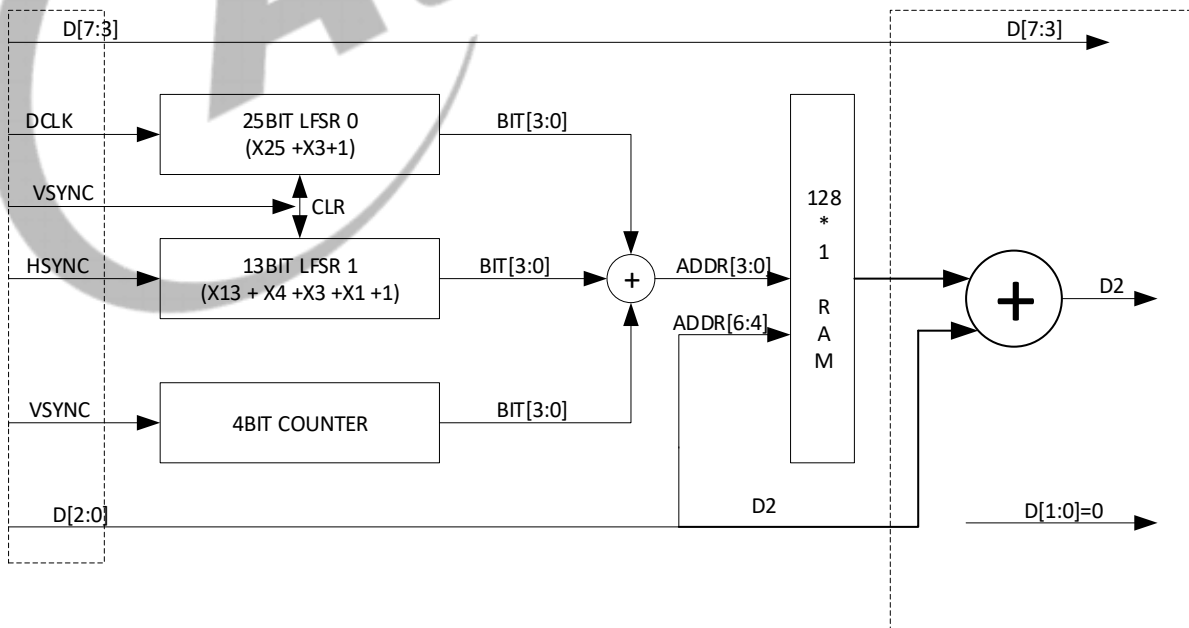 D[7:3]
D[7:3]
DCLK
25BIT LFSR 0
(X25 +X3+1)
BIT[3:0]
VSYNC
CLR
HSYNC
13BIT LFSR 1
(X13 + X4 +X3 +X1 +1)
BIT[3:0]
+
ADDR[3:0]
ADDR[6:4]
128
*
1
R
A
M
+
D2
VSYNC
4BIT COUNTER
BIT[3:0]
D[2:0]
D2
D[1:0]=0